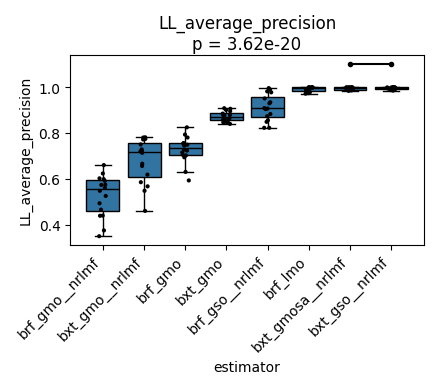 LL_average_precision
p = 3.62e-20
LL_average_precision
1.0
0.8
0.6
0.4
brf_gmo__nrlmf
bxt_gmo__nrlmf
brf_gmo
bxt_gmo
brf_gso__nrlmf
brf_lmo
bxt_gmosa__nrlmf
bxt_gso__nrlmf
estimator